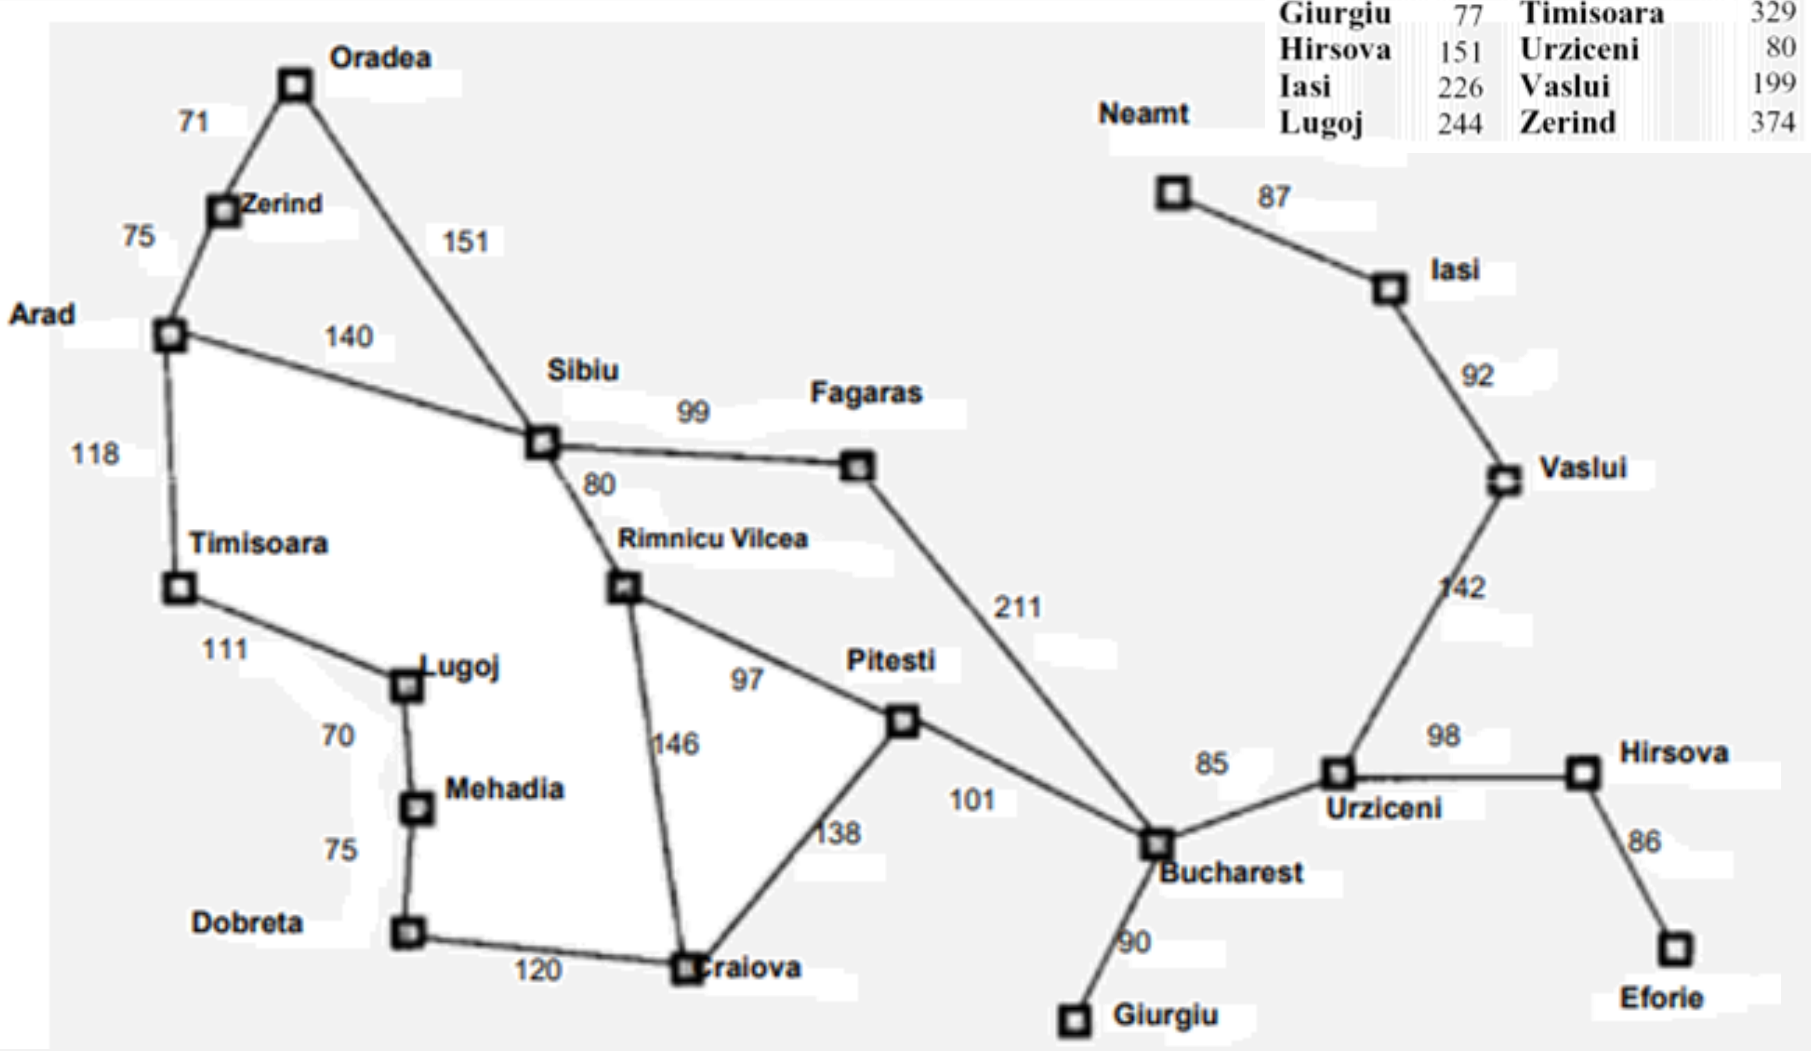 Giurgiu 77 Timisoara 329
Hirsova 151 Urziceni 80
Iasi 226 Vaslui 199
Lugoj 244 Zerind 374
Oradea
Neamt
71
87
Zerind
75
151
Iasi
Arad
140
Sibiu
92
Fagaras
99
118
Vaslui
80
Timisoara
Rimnicu Vilcea
142
211
111
Lugoj
Pitesti
97
70
146
98
Hirsova
85
Mehadia
101
Urziceni
138
86
75
Bucharest
Dobreta
90
120
Craiova
Eforie
Giurgiu